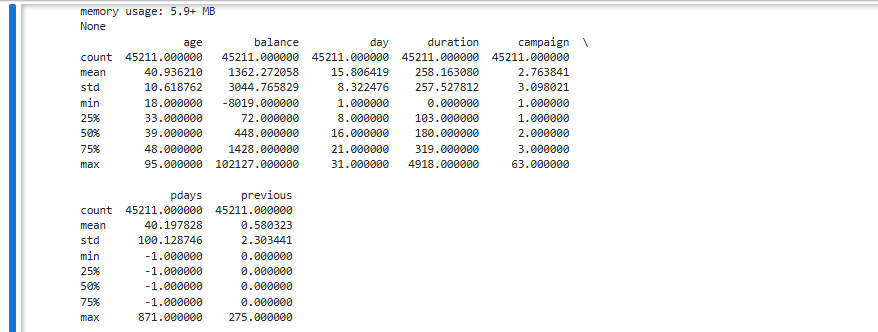 memory usage: 5.9+ MB
None
age balance day duration campaign \
count 45211.000000 45211.000000 45211.000000 45211.000000 45211.000000
mean 40.936210 1362.272058 15.806419 258.163080 2.763841
std 10.618762 3044.765829 8.322476 257.527812 3.098021
min 18.000000 -8019.000000 1.000000 0.000000 1.000000
25% 33.000000 72.000000 8.000000 103.000000 1.000000
50% 39.000000 448.000000 16.000000 180.000000 2.000000
75% 48.000000 1428.000000 21.000000 319.000000 3.000000
max 95.000000 102127.000000 31.000000 4918.000000 63.000000
pdays previous
count 45211.000000 45211.000000
mean 40.197828 0.580323
std 100.128746 2.303441
min -1.000000 0.000000
25% -1.000000 0.000000
50% -1.000000 0.000000
75% -1.000000 0.000000
max 871.000000 275.000000